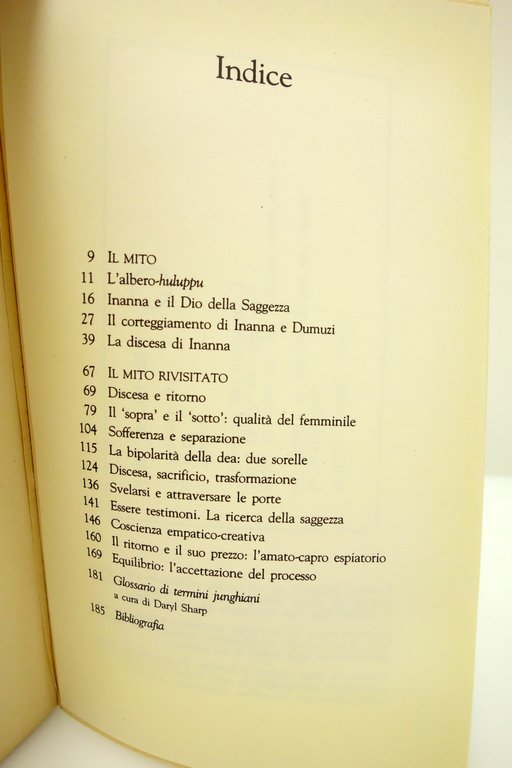 Indice
9 IL MITO
11 L'albero-huluppu
16 Inanna e il Dio della Saggezza
27 Il corteggiamento di Inanna e Dumuzi
39 La discesa di Inanna
67 IL MITO RIVISITATO
69 Discesa e ritorno
79 Il 'sopra' e il 'sotto': qualità del femminile
104 Sofferenza e separazione
115 La bipolarità della dea: due sorelle
124 Discesa, sacrificio, trasformazione
136 Svelarsi e attraversare le porte
141 Essere testimoni. La ricerca della saggezza
146 Coscienza empatico-creativa
160 Il ritorno e il suo prezzo: l'amato-capro espiatorio
169 Equilibrio: l'accettazione del processo
181 Glossario di termini junghiani
a cura di Daryl Sharp
185 Bibliografia